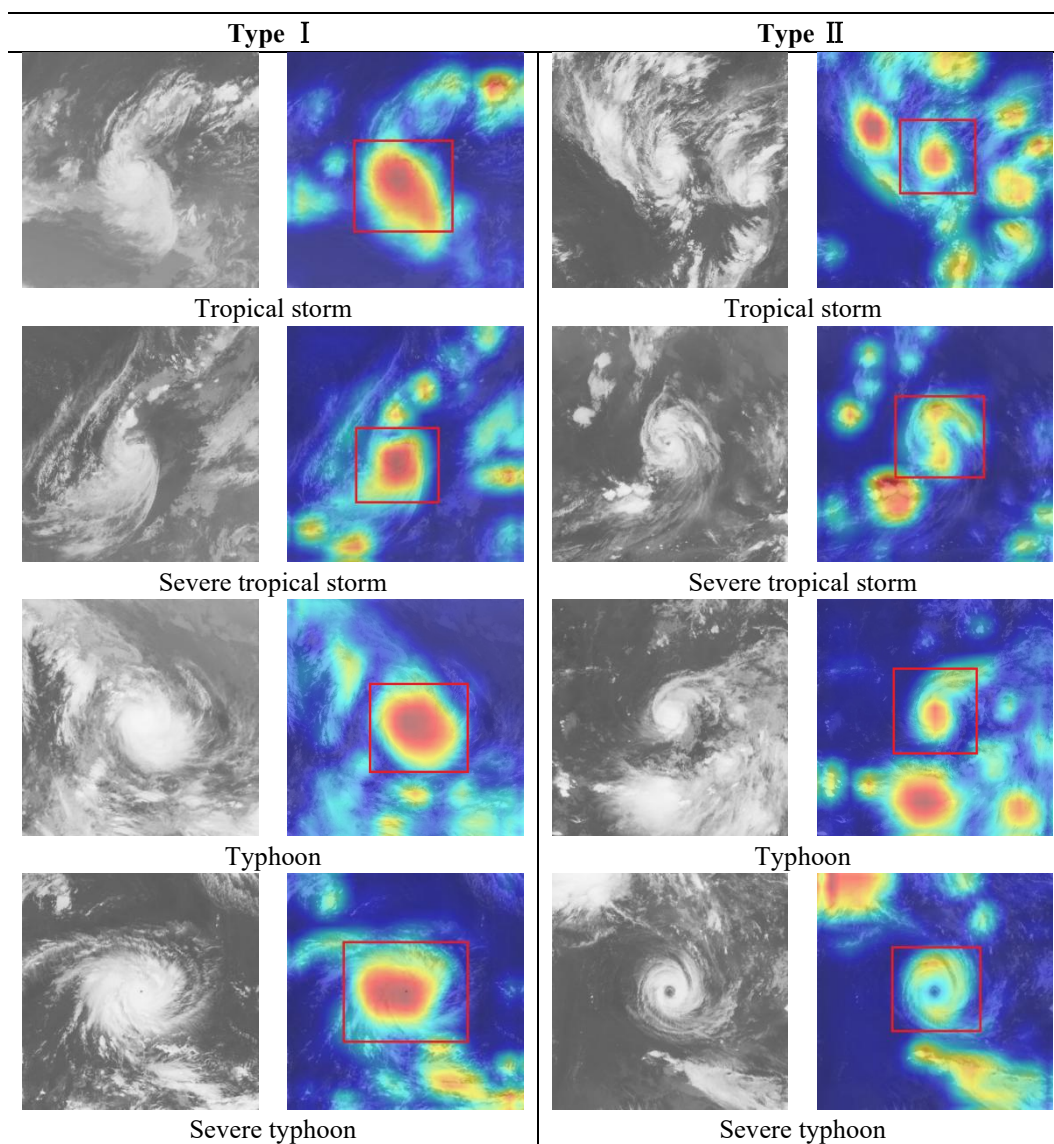 Type Ⅰ Type Ⅱ
Tropical storm Tropical storm
Severe tropical storm Severe tropical storm
Typhoon Typhoon
Severe typhoon Severe typhoon